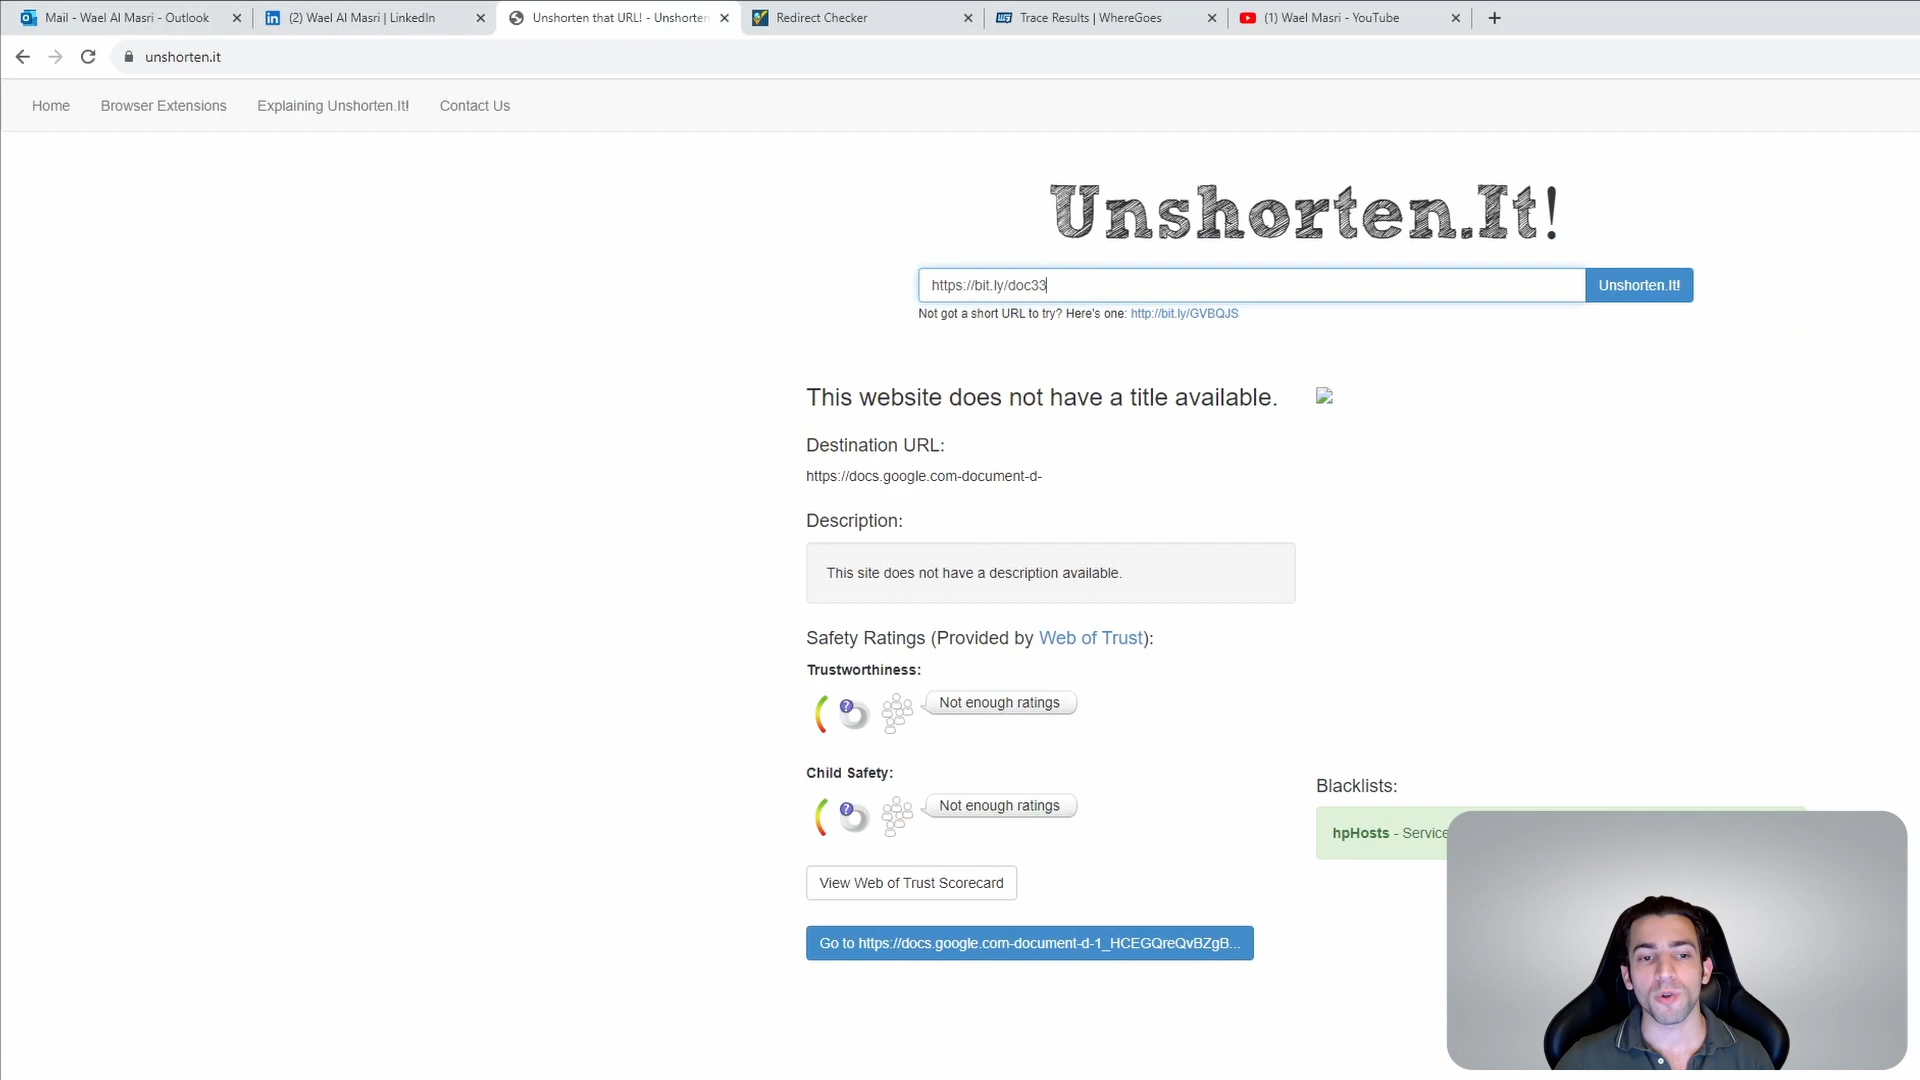 Mail - Wael Al Masri - Outlook
(2) Wael Al Masri | LinkedIn
Unshorten that URL! - Unshorten
Redirect Checker
Trace Results | WhereGoes
(1) Wael Masri - YouTube
unshorten.it
Home
Browser Extensions
Explaining Unshorten.It!
Contact Us
Unshorten.It!
https://bit.ly/doc33
Unshorten.It!
Not got a short URL to try? Here's one: http://bit.ly/GVBQJS
This website does not have a title available.
Destination URL:
https://docs.google.com-document-d-
Description:
This site does not have a description available.
Safety Ratings (Provided by Web of Trust):
Trustworthiness:
Not enough ratings
Child Safety:
Not enough ratings
Blacklists:
hpHosts - Service
View Web of Trust Scorecard
Go to https://docs.google.com-document-d-1_HCEGQreQvBZgB...